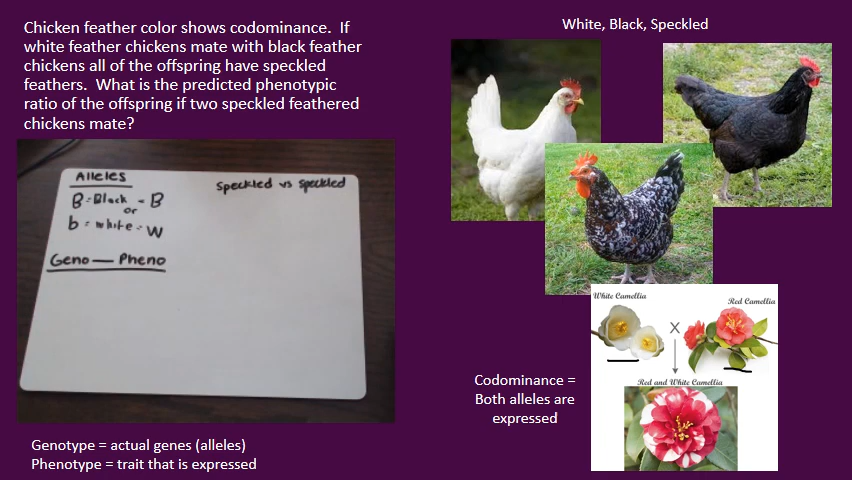 Chicken feather color shows codominance.  If
white feather chickens mate with black feather
chickens all of the offspring have speckled
feathers.  What is the predicted phenotypic
ratio of the offspring if two speckled feathered
chickens mate?
White, Black, Speckled
Alleles
Speckled vs speckled
B = Black = B
or
b = white = W
Geno — Pheno
White Camellia
Red Camellia
X
Red and White Camellia
Codominance =
Both alleles are
expressed
Genotype = actual genes (alleles)
Phenotype = trait that is expressed